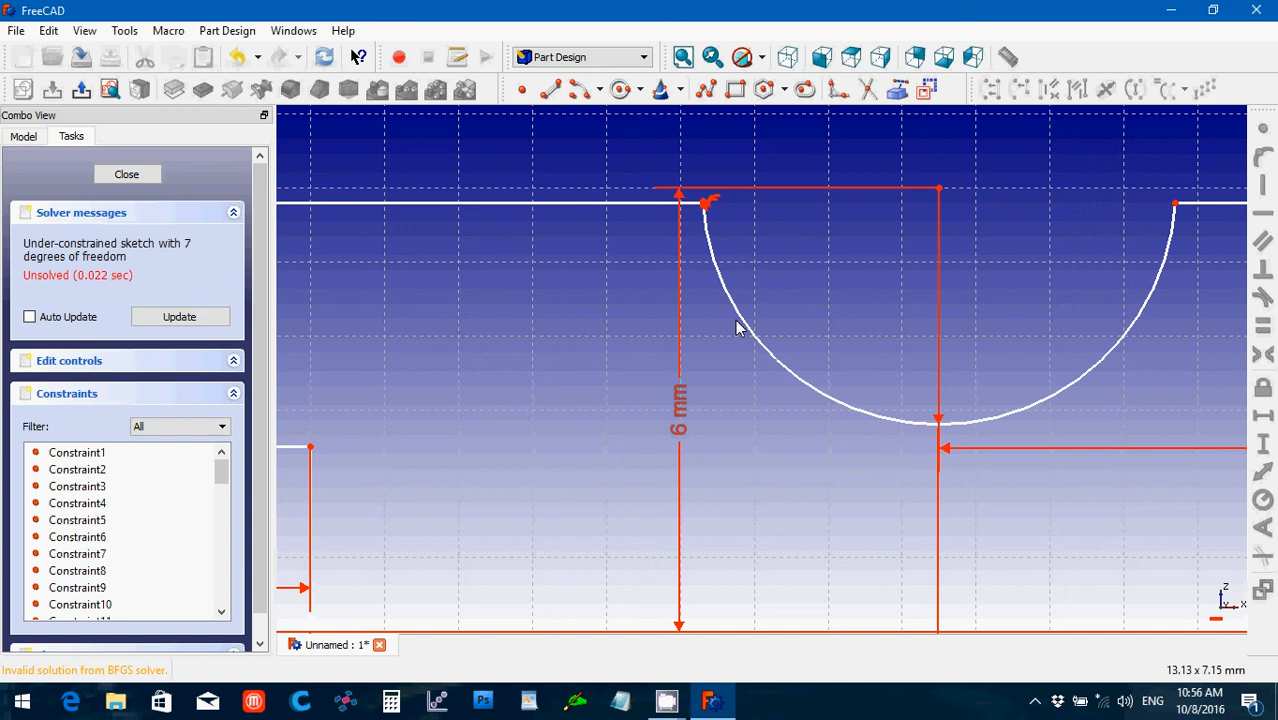 FreeCAD
File Edit View Tools Macro Part Design Windows Help
Part Design
Combo View
Model Tasks
Close
Solver messages
Under-constrained sketch with 7
degrees of freedom
Unsolved (0.022 sec)
Auto Update Update
Edit controls
Constraints
Filter: All
Constraint1
Constraint2
Constraint3
Constraint4
Constraint5
Constraint6
Constraint7
Constraint8
Constraint9
Constraint10
6 mm
Z
Y X
Unnamed : 1*
Invalid solution from BFGS solver.
13.13 x 7.15 mm
ENG
10:56 AM
10/8/2016